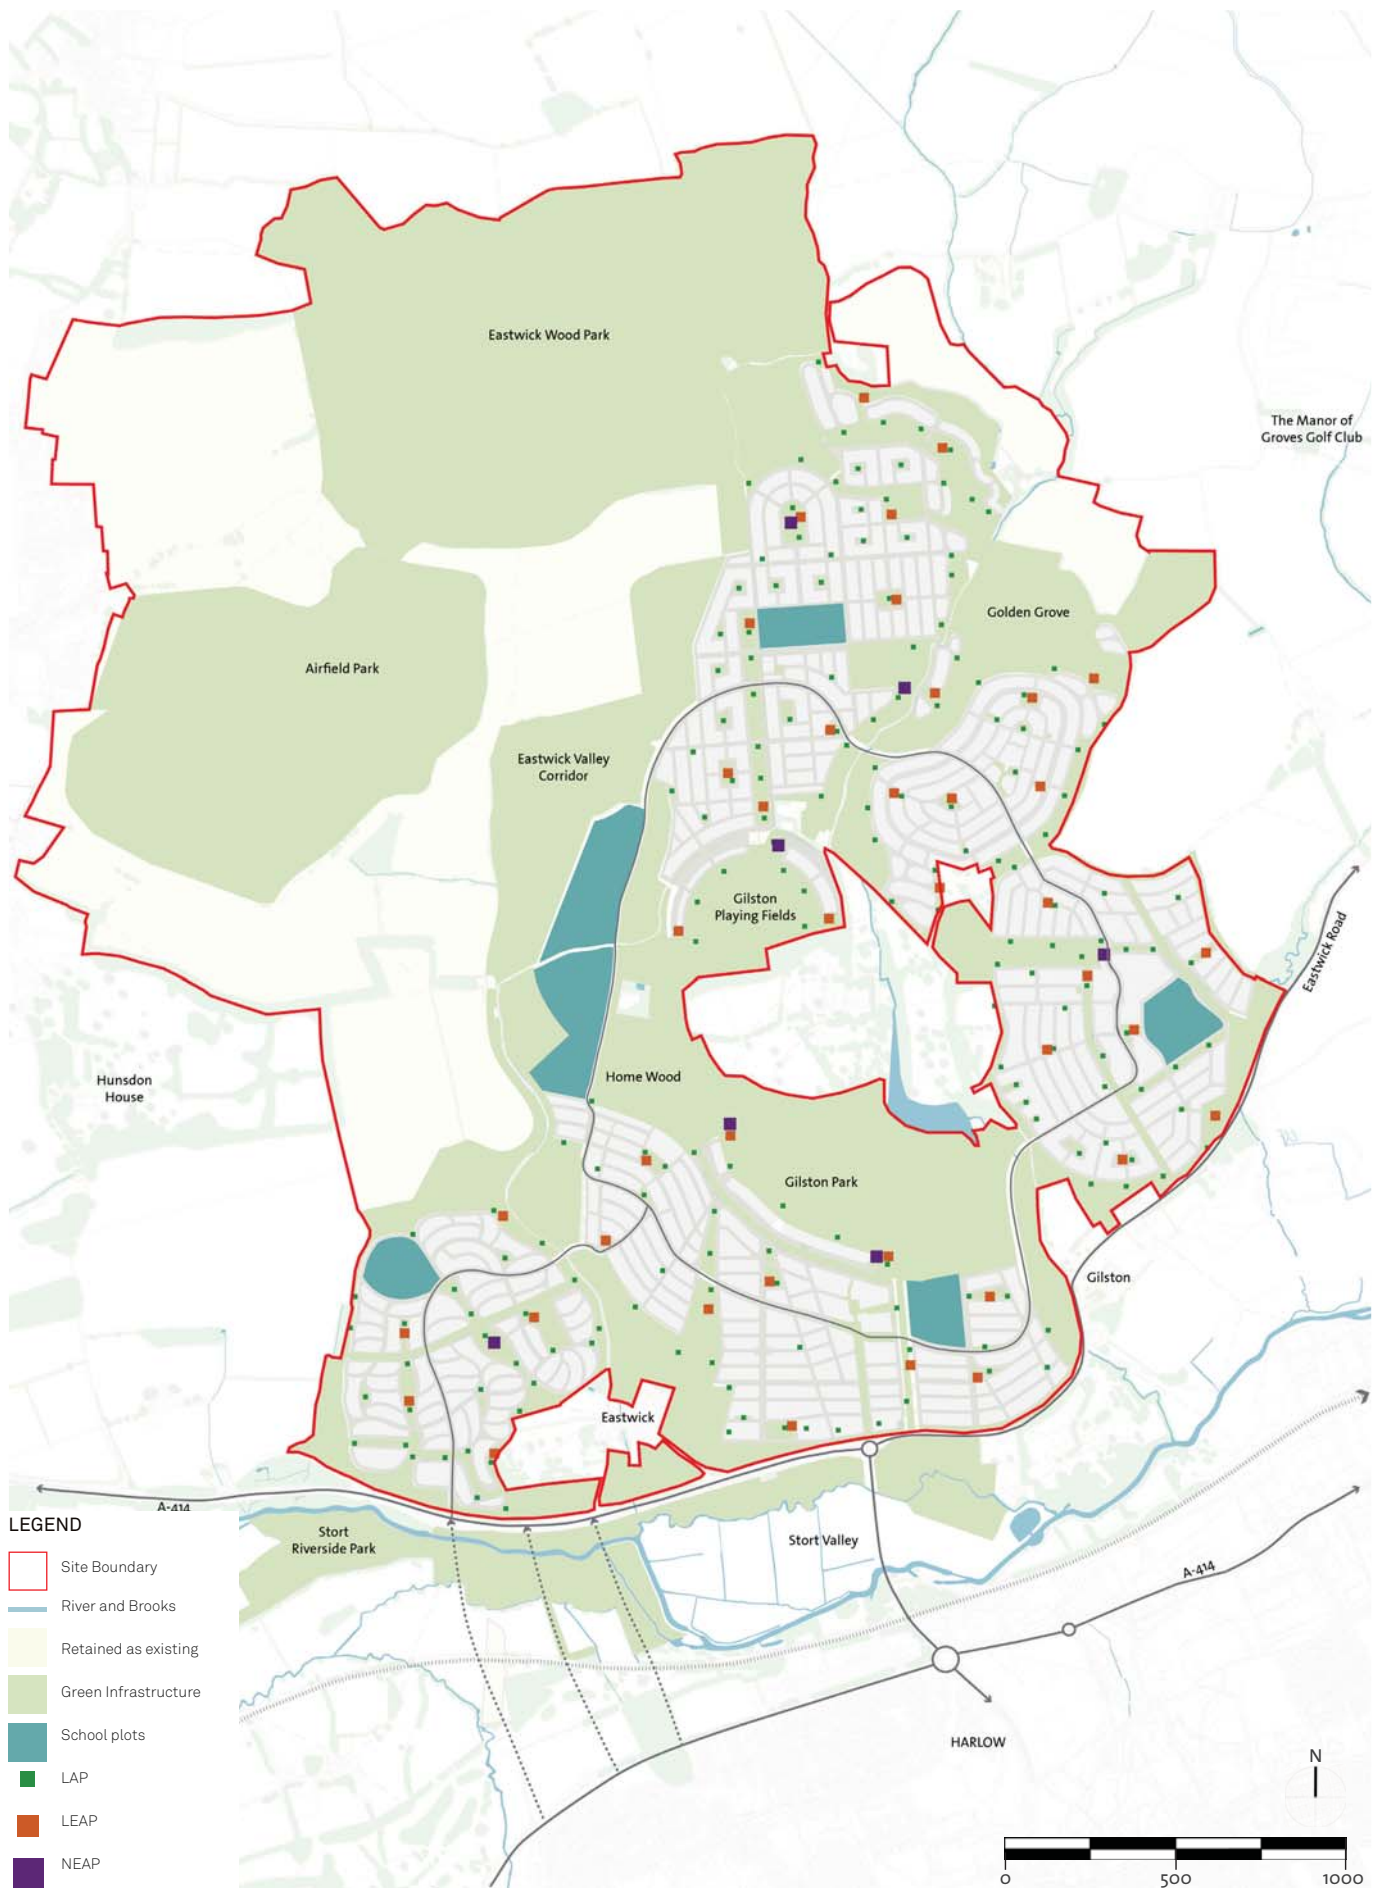 Eastwick Wood Park
The Manor of
Groves Golf Club
Golden Grove
Airfield Park
Eastwick Valley
Corridor
Gilston
Playing Fields
Eastwick Road
Hunsdon
House
Home Wood
Gilston Park
Gilston
Eastwick
A-414
Stort
Riverside Park
Stort Valley
A-414
HARLOW
LEGEND
Site Boundary
River and Brooks
Retained as existing
Green Infrastructure
School plots
LAP
LEAP
NEAP
N
0 500 1000